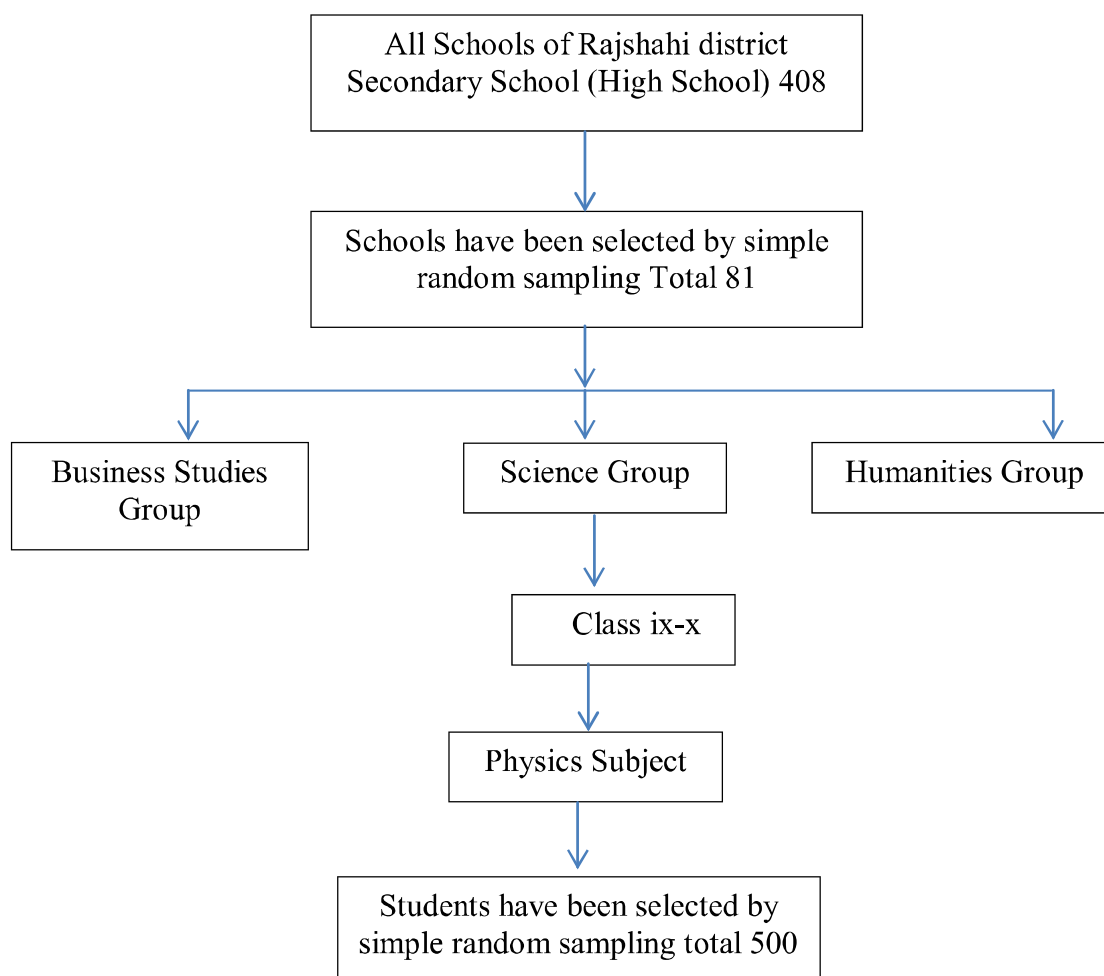 All Schools of Rajshahi district
Secondary School (High School) 408
Schools have been selected by simple
random sampling Total 81
Business Studies
Group
Science Group
Humanities Group
Class ix-x
Physics Subject
Students have been selected by
simple random sampling total 500